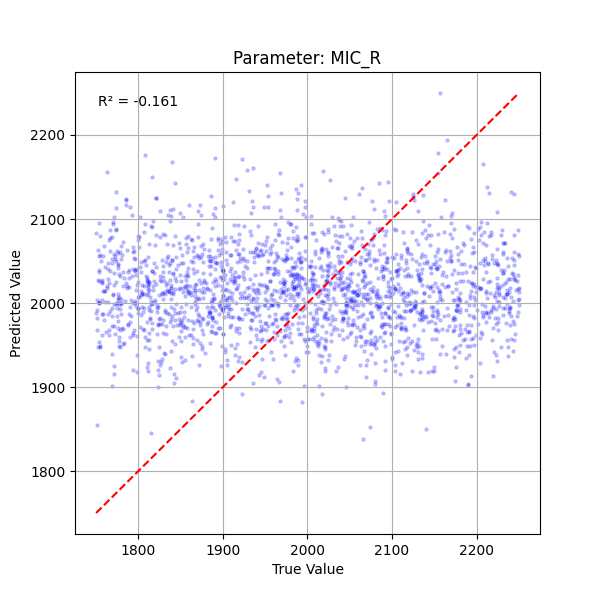 Parameter: MIC_R
R² = -0.161
2200
2100
2000
1900
1800
Predicted Value
1800 1900 2000 2100 2200
True Value